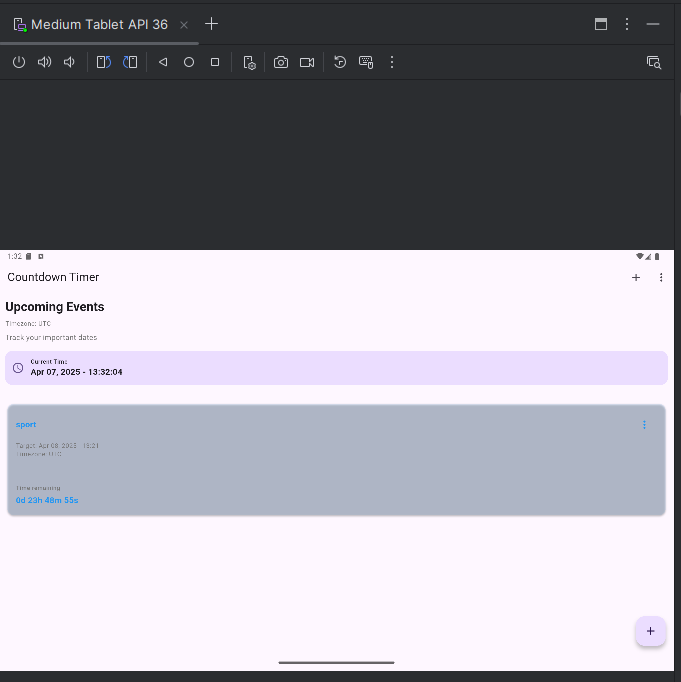 Medium Tablet API 36
1:32
Countdown Timer
Upcoming Events
Timezone: UTC
Track your important dates
Current Time
Apr 07, 2025 - 13:32:04
sport
Target: Apr 08, 2025 - 13:21
Timezone: UTC
Time remaining
0d 23h 48m 55s